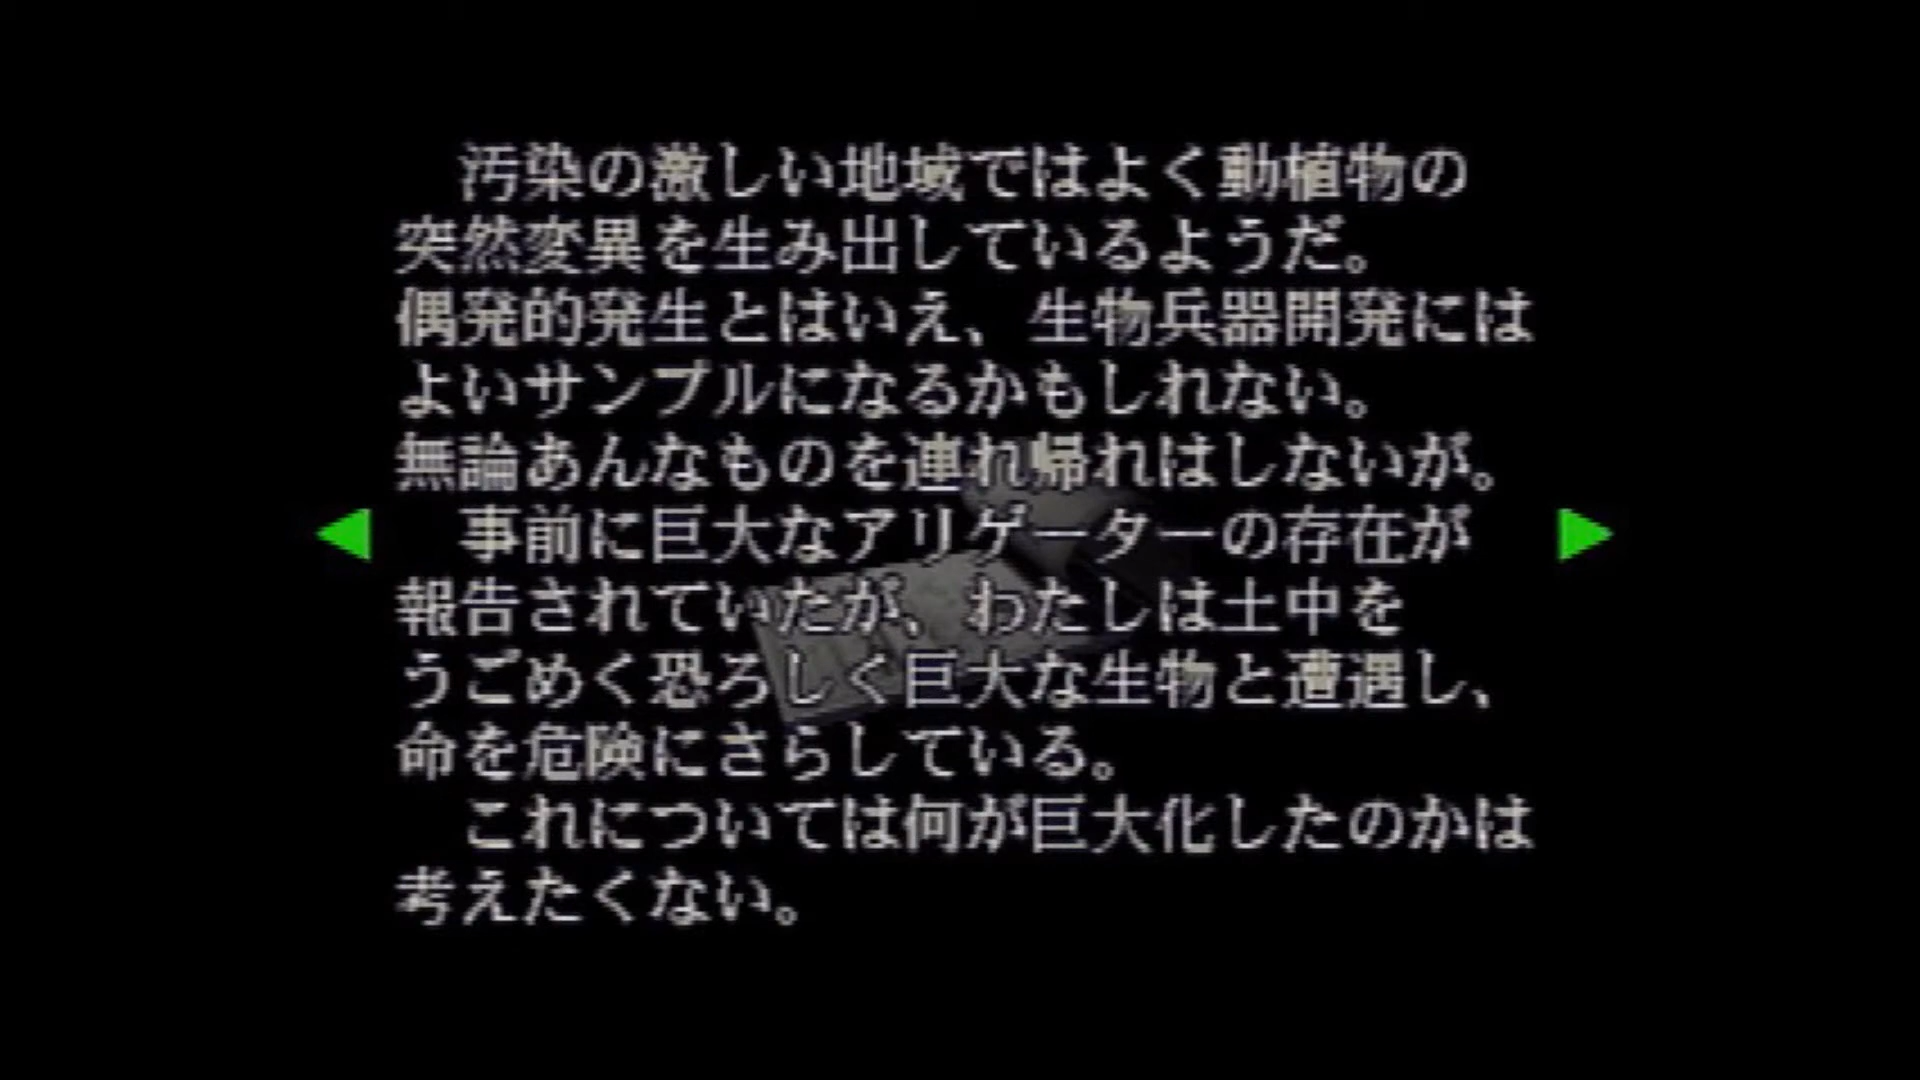 汚染の激しい地域ではよく動植物の
突然変異を生み出しているようだ。
偶発的発生とはいえ、生物兵器開発には
よいサンプルになるかもしれない。
無論あんなものを連れ帰れはしないが。
　事前に巨大なアリゲーターの存在が
報告されていたが、わたしは土中を
うごめく恐ろしく巨大な生物と遭遇し、
命を危険にさらしている。
　これについては何が巨大化したのかは
考えたくない。